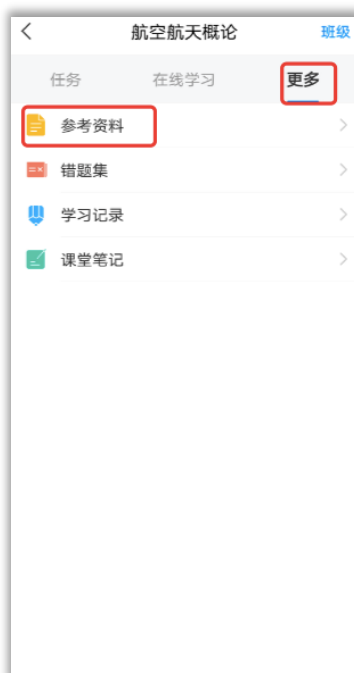 航空航天概论 班级
任务 在线学习 更多
参考资料
错题集
学习记录
课堂笔记